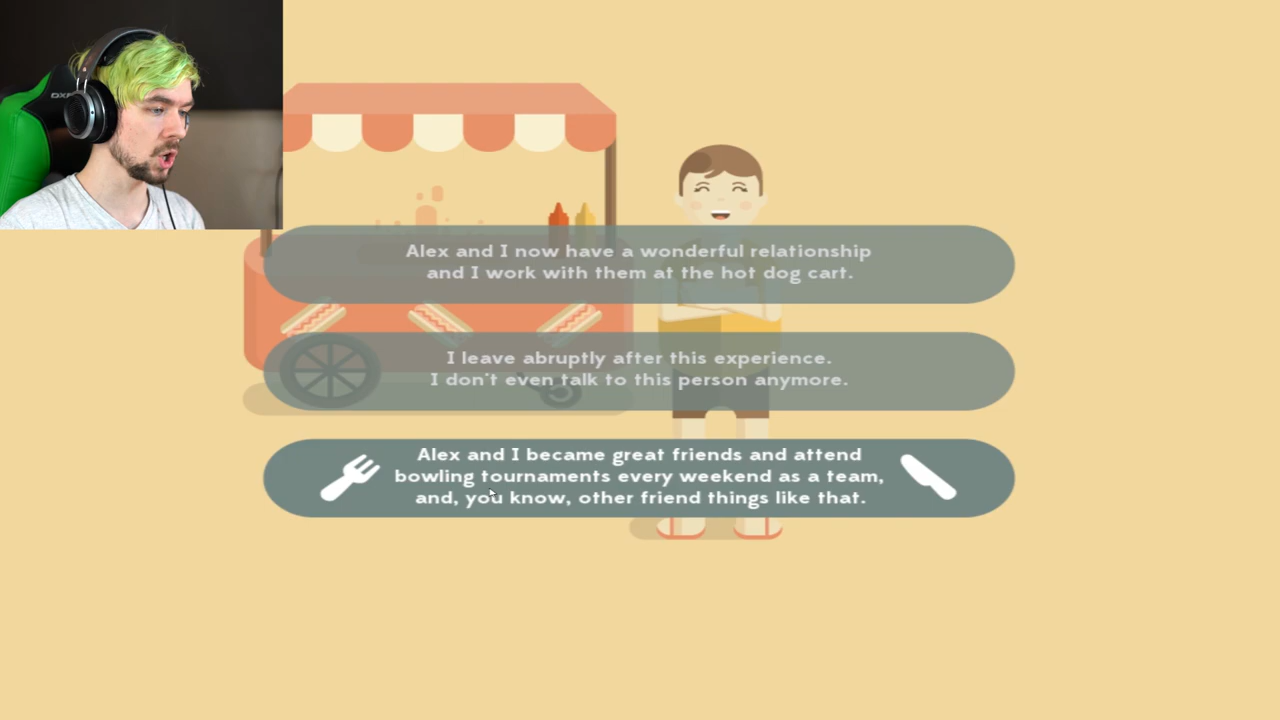 DX
Alex and I now have a wonderful relationship
and I work with them at the hot dog cart.
I leave abruptly after this experience.
I don't even talk to this person anymore.
Alex and I became great friends and attend
bowling tournaments every weekend as a team,
and, you know, other friend things like that.